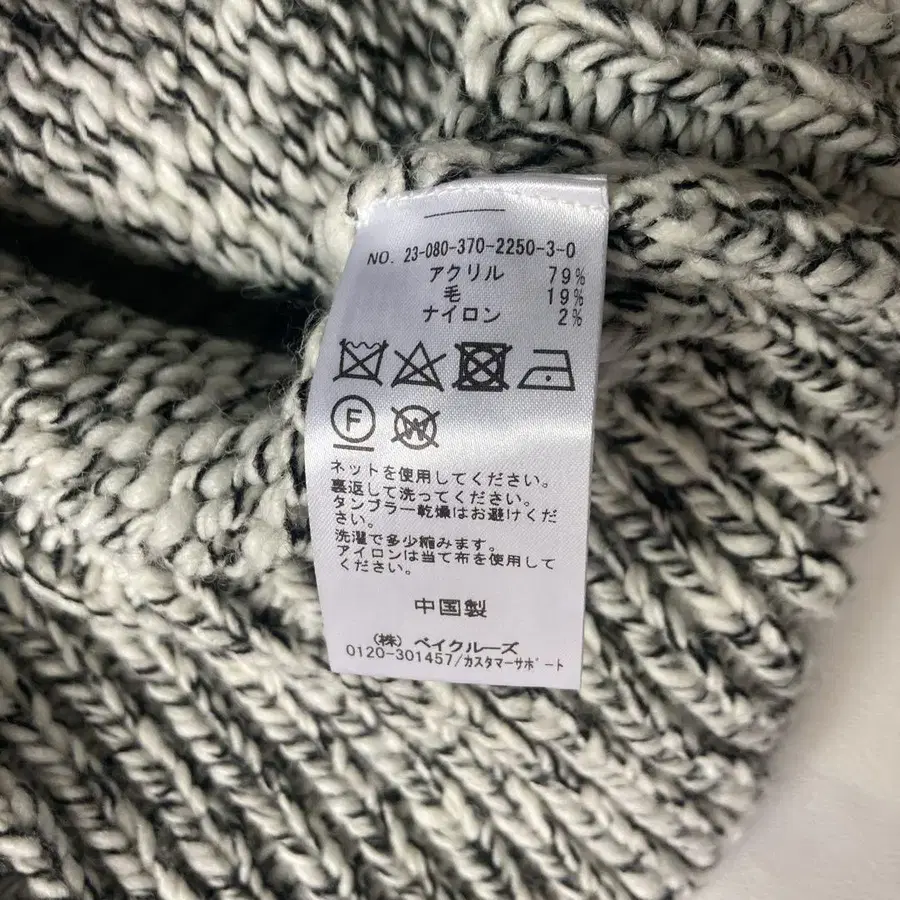 NO. 23-080-370-2250-3-0
アクリル 79%
毛 19%
ナイロン 2%
F
W
ネットを使用してください。
裏返して洗ってください。
タンブラー乾燥はお避けくだ
さい。
洗濯で多少縮みます。
アイロンは当て布を使用して
ください。
中国製
(株) ベイクルーズ
0120-301457/カスタマーサポート